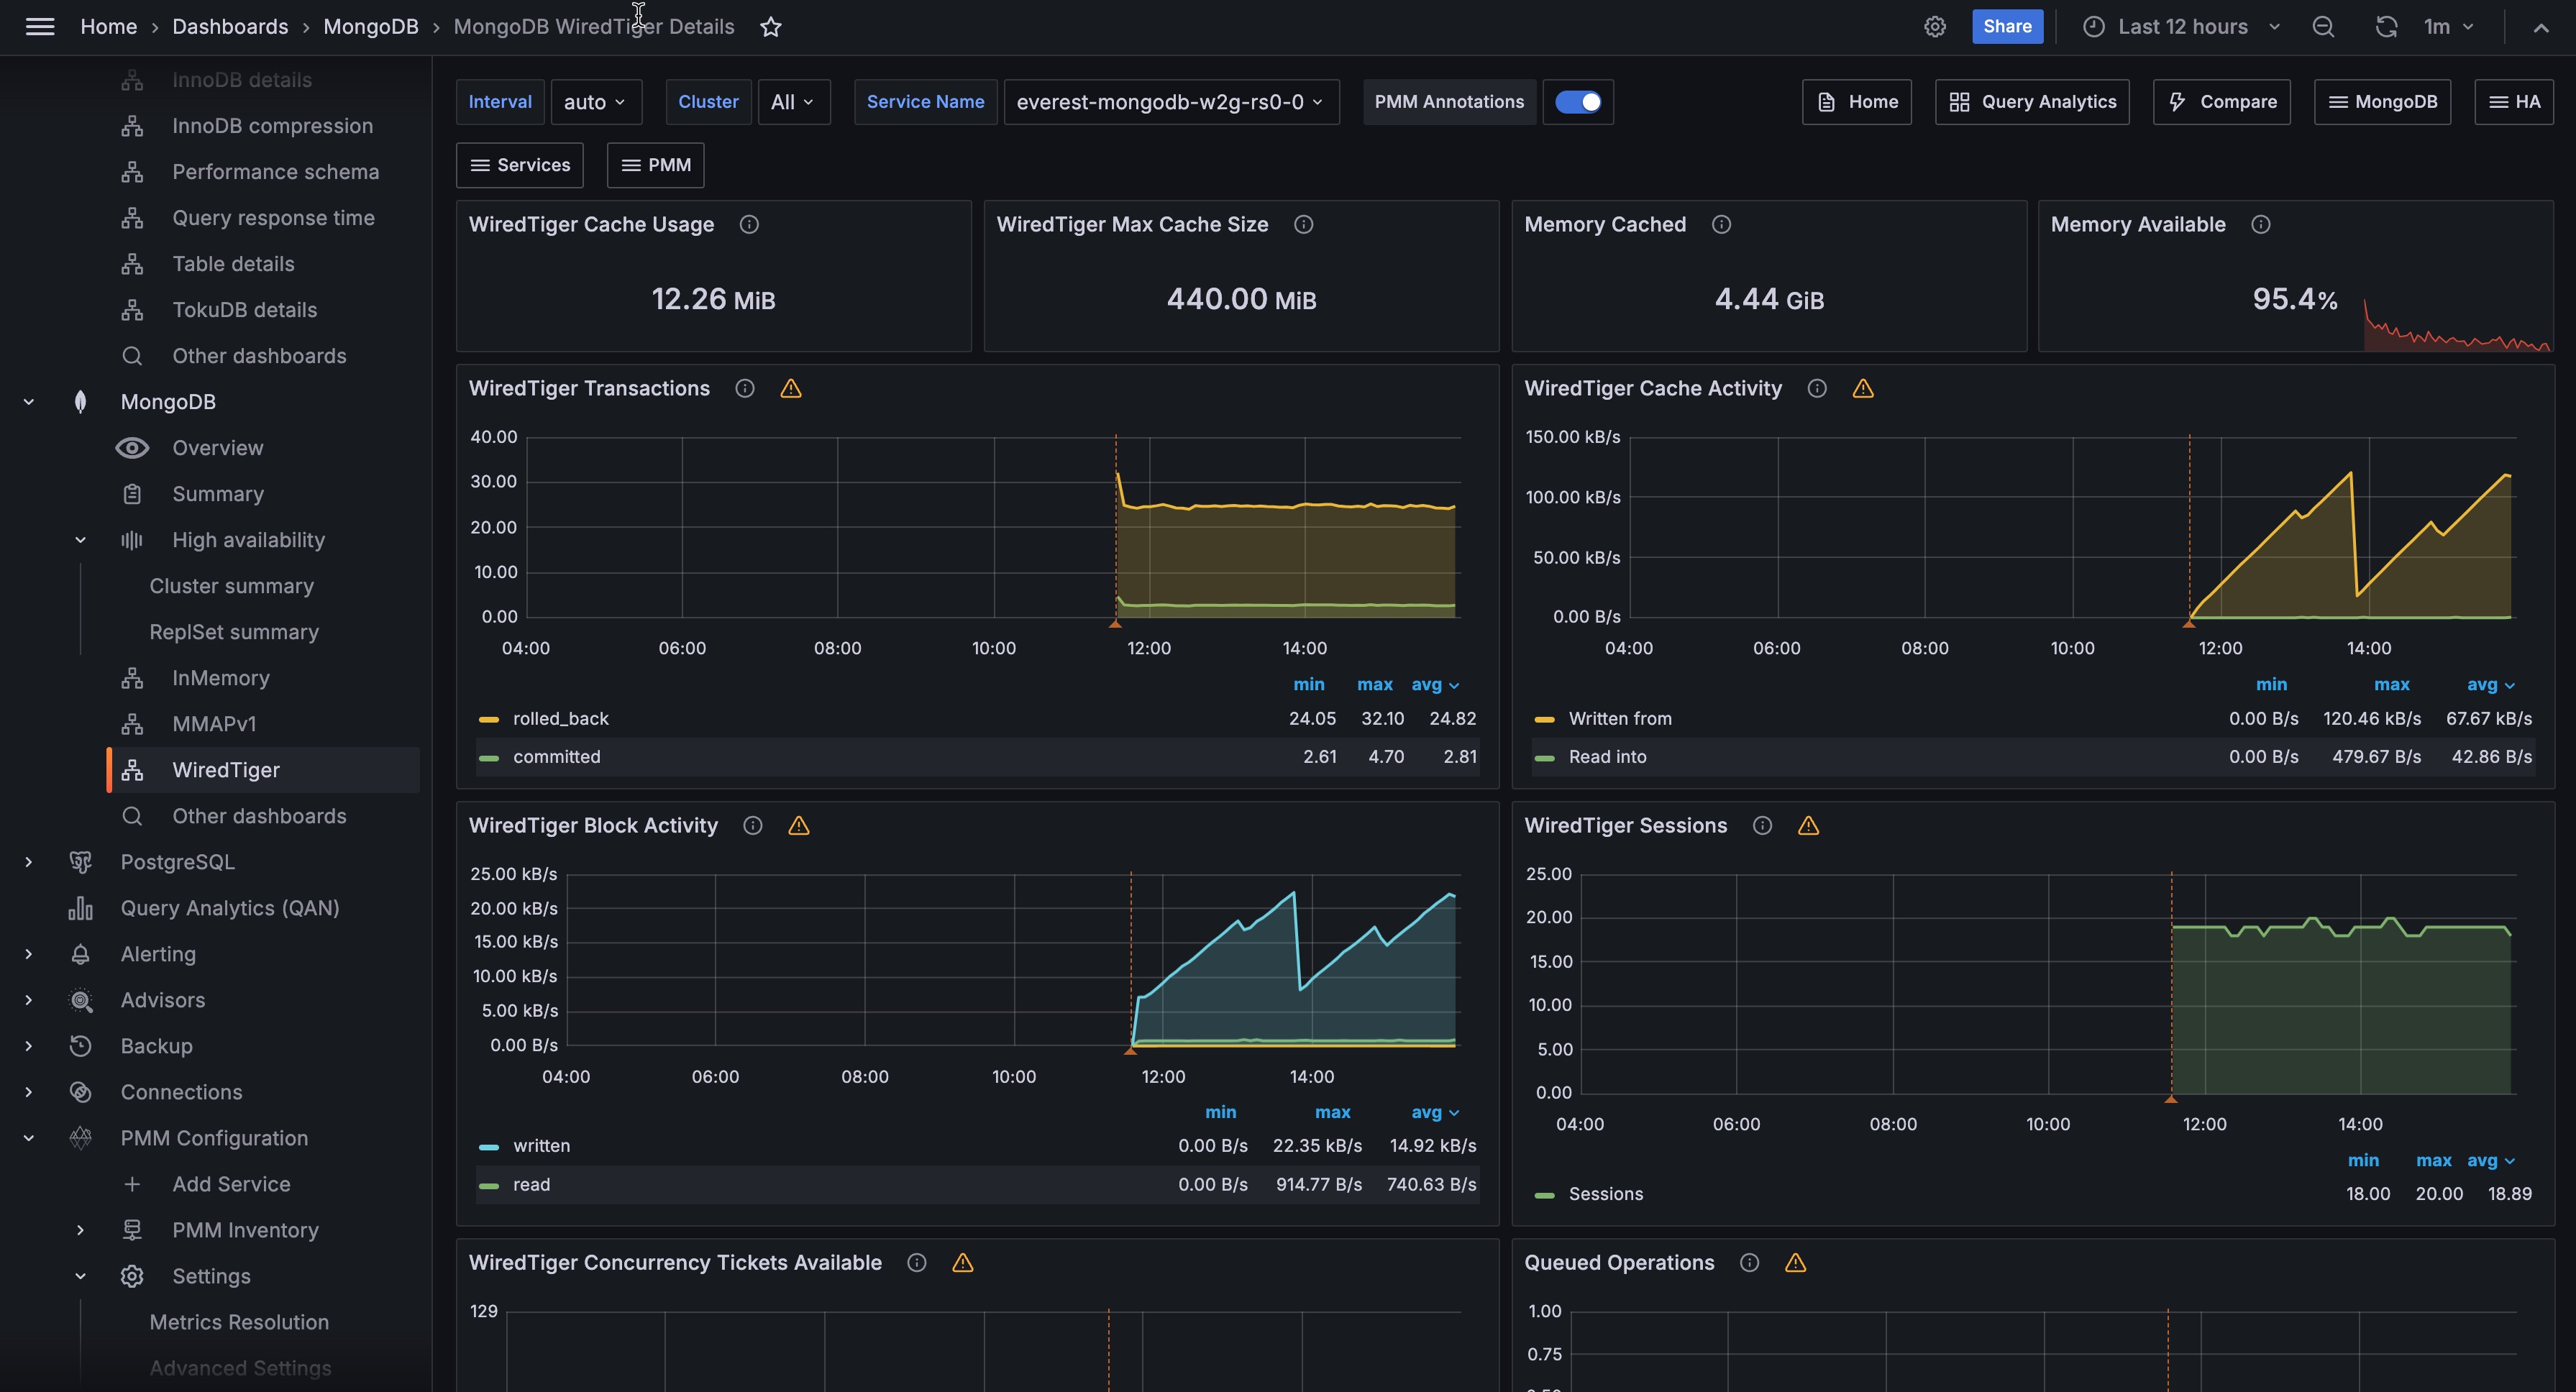 Home › Dashboards › MongoDB › MongoDB WiredTiger Details
Share
Last 12 hours
1m
InnoDB details
InnoDB compression
Performance schema
Query response time
Table details
TokuDB details
Other dashboards
MongoDB
Overview
Summary
High availability
Cluster summary
ReplSet summary
InMemory
MMAPv1
WiredTiger
Other dashboards
PostgreSQL
Query Analytics (QAN)
Alerting
Advisors
Backup
Connections
PMM Configuration
Add Service
PMM Inventory
Settings
Metrics Resolution
Advanced Settings
Interval auto Cluster All Service Name everest-mongodb-w2g-rs0-0 PMM Annotations
Home Query Analytics Compare MongoDB HA
Services PMM
WiredTiger Cache Usage
12.26 MiB
WiredTiger Max Cache Size
440.00 MiB
Memory Cached
4.44 GiB
Memory Available
95.4%
WiredTiger Transactions
40.00
30.00
20.00
10.00
0.00
04:00 06:00 08:00 10:00 12:00 14:00
min max avg
rolled_back 24.05 32.10 24.82
committed 2.61 4.70 2.81
WiredTiger Cache Activity
150.00 kB/s
100.00 kB/s
50.00 kB/s
0.00 B/s
04:00 06:00 08:00 10:00 12:00 14:00
min max avg
Written from 0.00 B/s 120.46 kB/s 67.67 kB/s
Read into 0.00 B/s 479.67 B/s 42.86 B/s
WiredTiger Block Activity
25.00 kB/s
20.00 kB/s
15.00 kB/s
10.00 kB/s
5.00 kB/s
0.00 B/s
04:00 06:00 08:00 10:00 12:00 14:00
min max avg
written 0.00 B/s 22.35 kB/s 14.92 kB/s
read 0.00 B/s 914.77 B/s 740.63 B/s
WiredTiger Sessions
25.00
20.00
15.00
10.00
5.00
0.00
04:00 06:00 08:00 10:00 12:00 14:00
min max avg
Sessions 18.00 20.00 18.89
WiredTiger Concurrency Tickets Available
129
Queued Operations
1.00
0.75